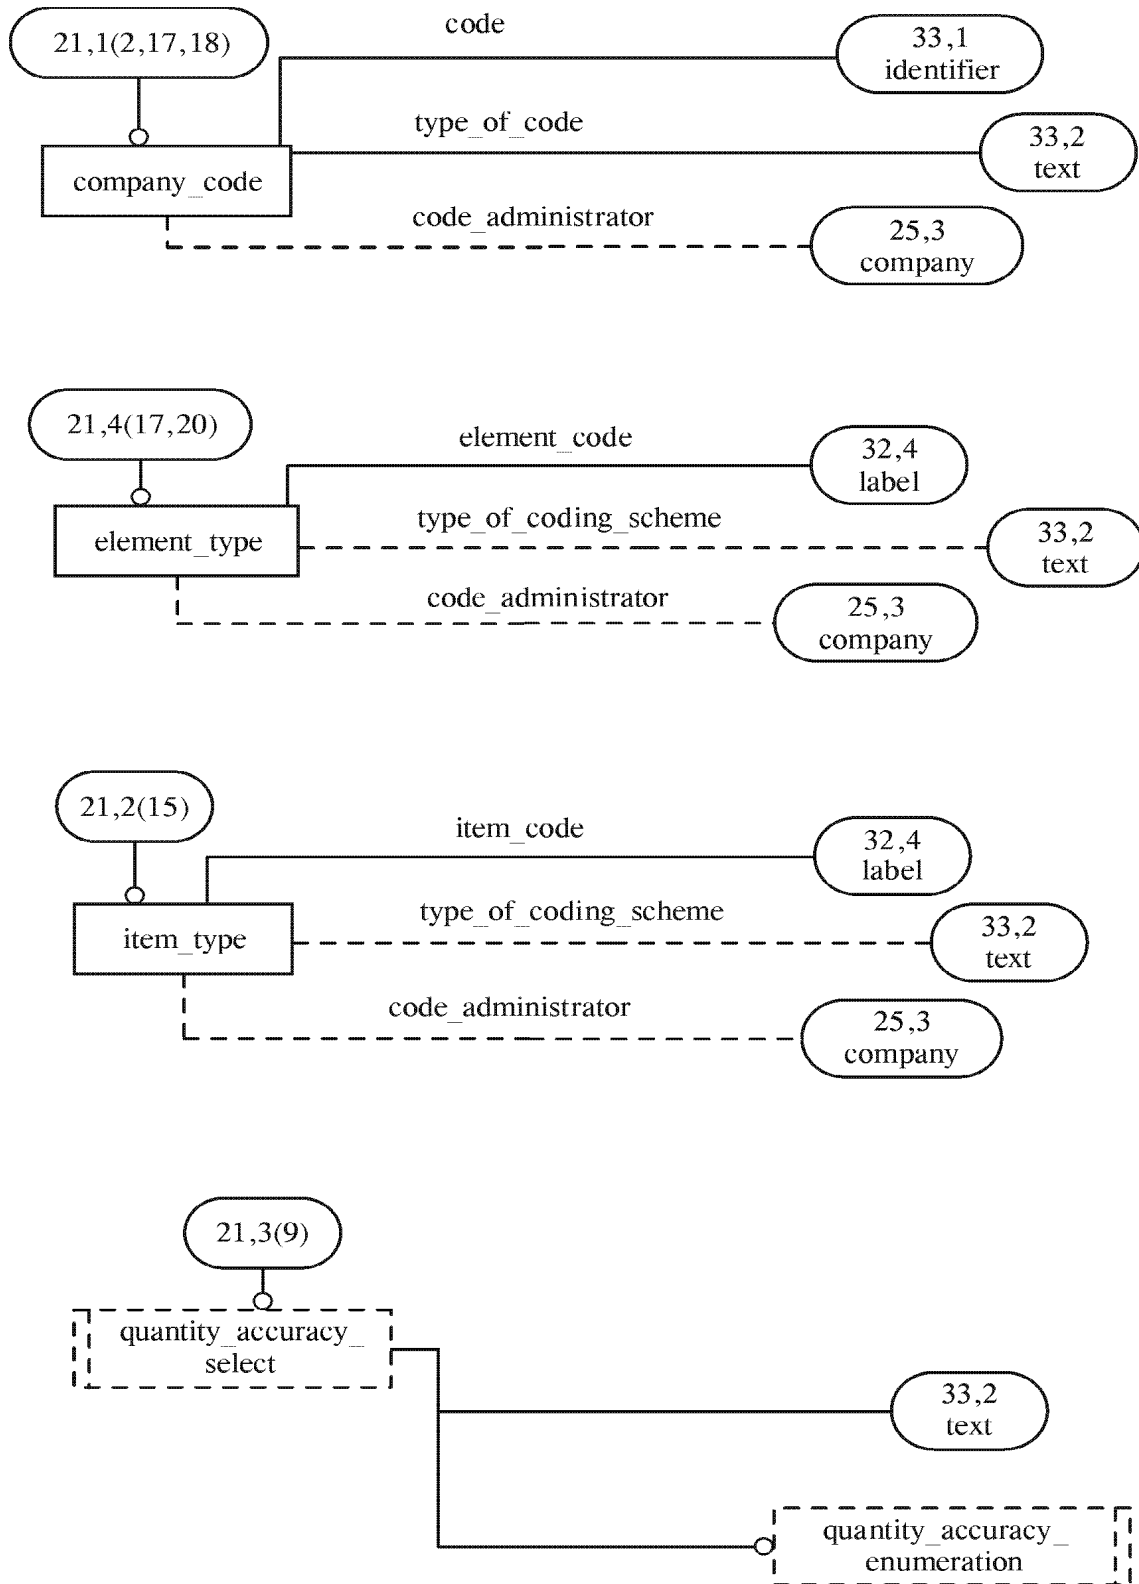 21,1(2,17,18)
code
33,1
identifier
type_of_code
33,2
text
company_code
code_administrator
25,3
company
21,4(17,20)
element_code
32,4
label
type_of_coding_scheme
33,2
text
element_type
code_administrator
25,3
company
21,2(15)
item_code
32,4
label
type_of_coding_scheme
33,2
text
item_type
code_administrator
25,3
company
21,3(9)
quantity_accuracy_
select
33,2
text
quantity_accuracy_
enumeration